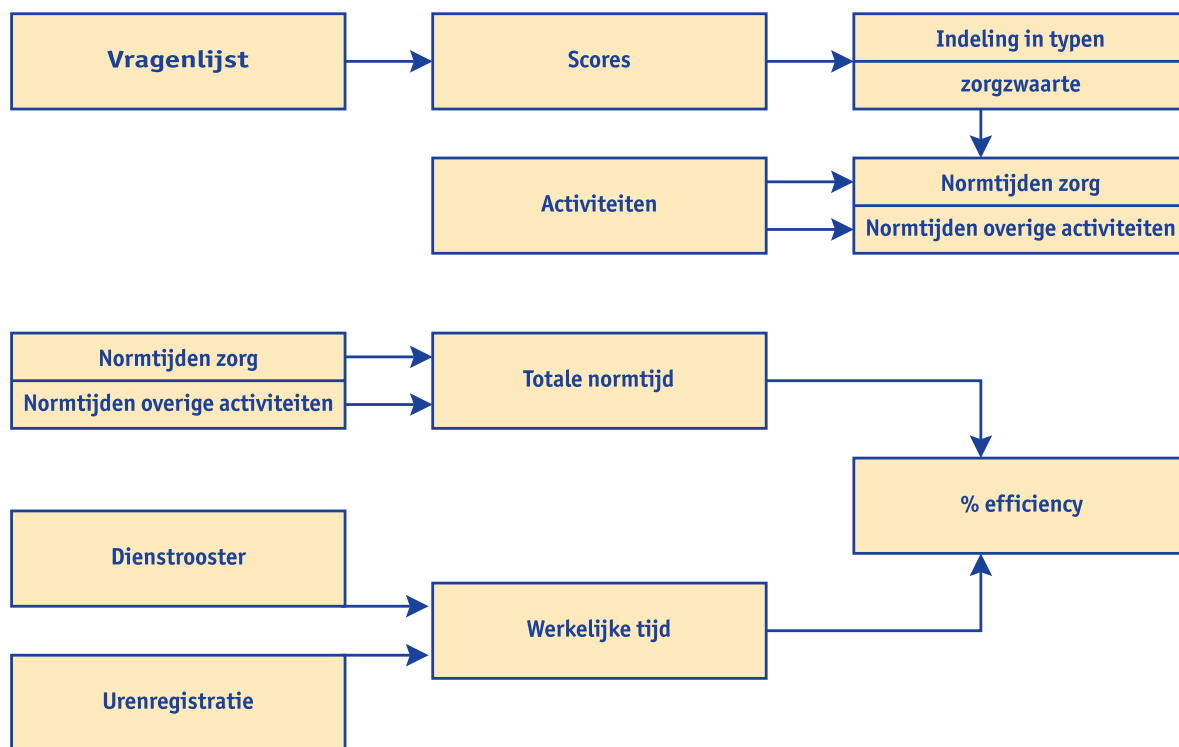 Vragenlijst
Scores
Indeling in typen
zorgzwaarte
Activiteiten
Normtijden zorg
Normtijden overige activiteiten
Normtijden zorg
Normtijden overige activiteiten
Totale normtijd
% efficiency
Dienstrooster
Werkelijke tijd
Urenregistratie